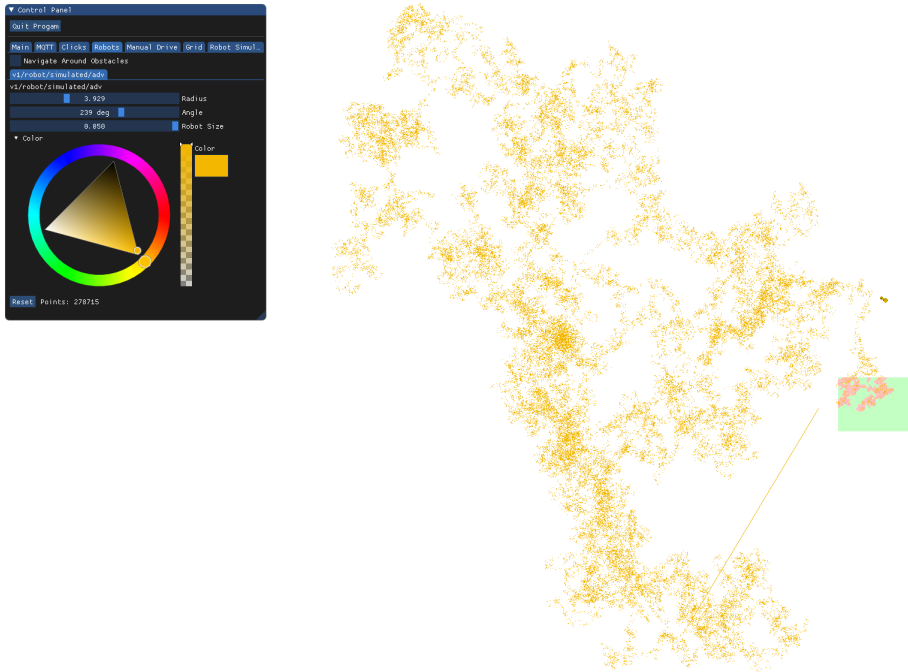 Control Panel
Quit Progam
Main MQTT Clicks Robots Manual Drive Grid Robot Simul..
Navigate Around Obstacles
v1/robot/simulated/adv
v1/robot/simulated/adv
3.929 Radius
239 deg Angle
0.850 Robot Size
Color
Color
Reset Points: 278715